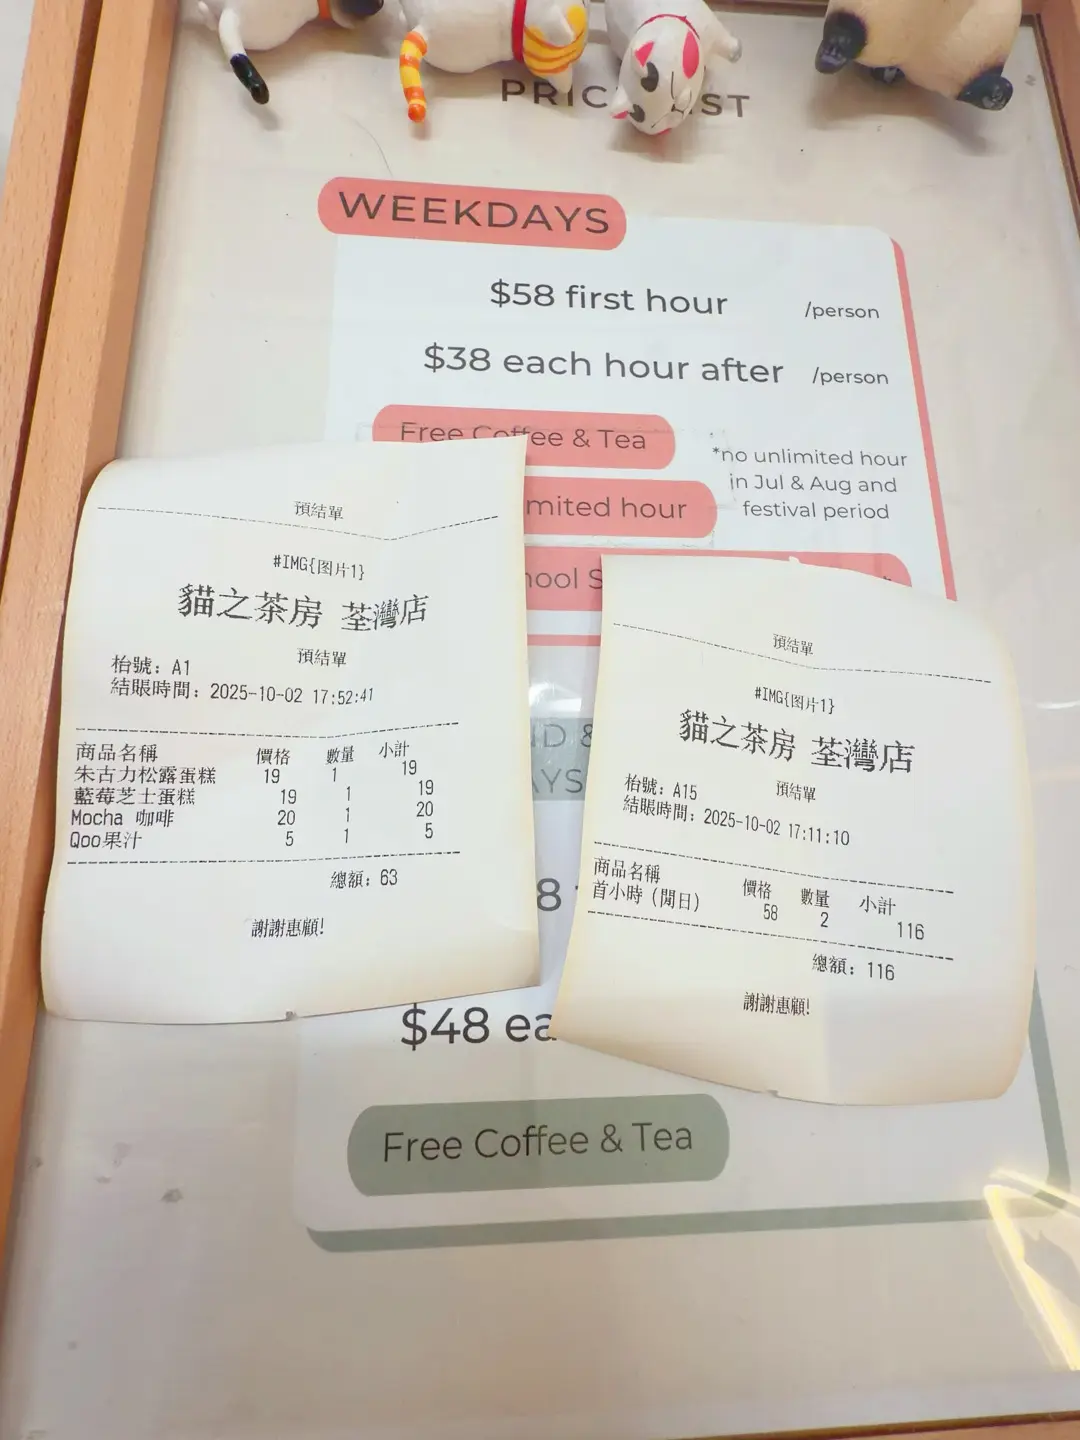 WEEKDAYS
$58 first hour /person
$38 each hour after /person
Free Coffee & Tea
*no unlimited hour
in Jul & Aug and
festival period
hour
預結單
#IMG{图片1}
貓之茶房 荃灣店
預結單
枱號：A1
結賬時間：2025-10-02 17:52:41
商品名稱 價格 數量 小計
朱古力松露蛋糕 19 1 19
藍莓芝士蛋糕 19 1 19
Mocha 咖啡 20 1 20
Qoo果汁 5 1 5
總額：63
謝謝惠顧!
預結單
#IMG{图片1}
貓之茶房 荃灣店
預結單
枱號：A15
結賬時間：2025-10-02 17:11:10
商品名稱 價格 數量 小計
首小時（閒日） 58 2 116
總額：116
謝謝惠顧!
$48
Free Coffee & Tea